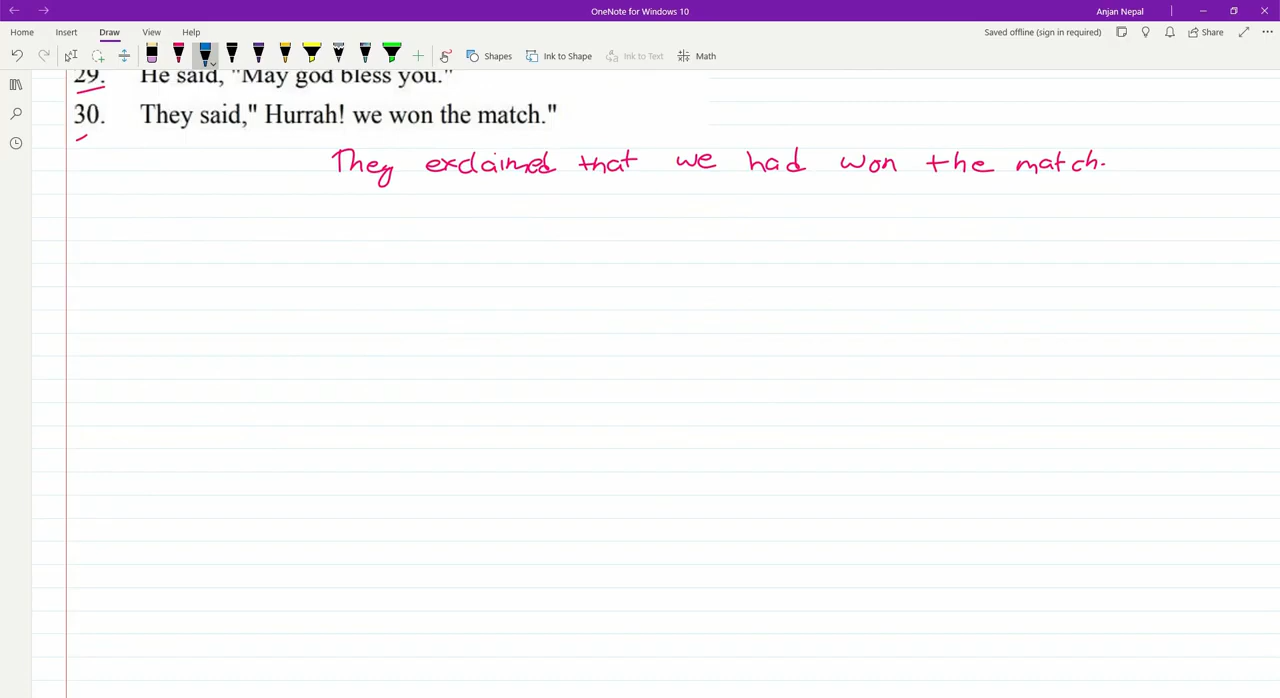 OneNote for Windows 10
Anjan Nepal
Home Insert Draw View Help
Saved offline (sign in required)
Share
Shapes
Ink to Shape
Ink to Text
Math
29. He said, "May god bless you."
30. They said," Hurrah! we won the match."
They exclaimed that we had won the match.